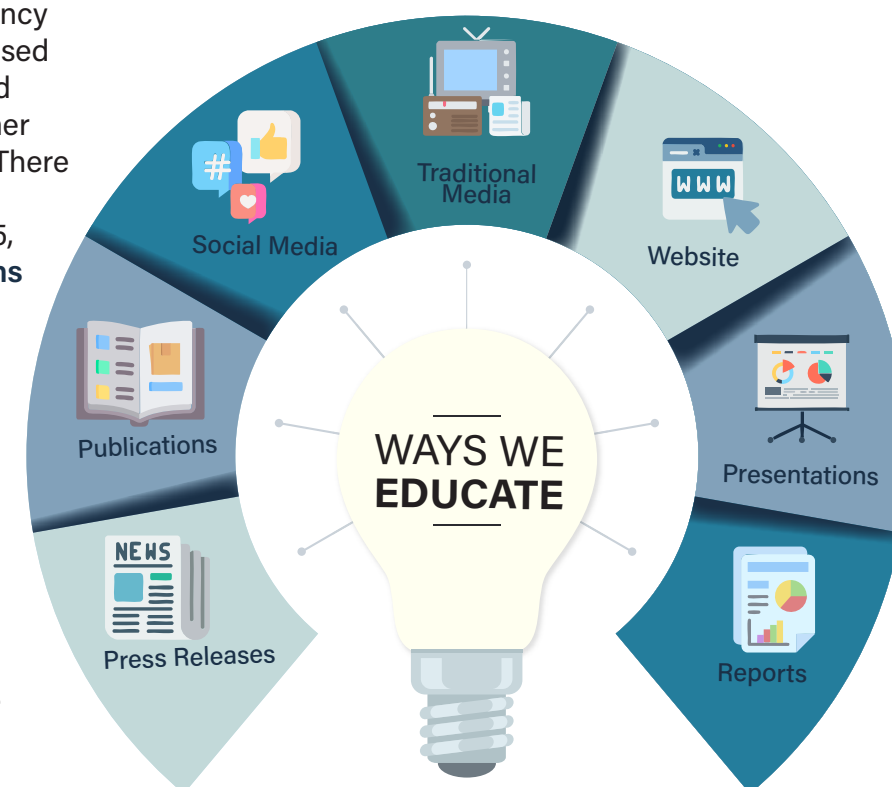 ncy
sed
d
ner
There
5,
ns
Traditional
Media
Social Media
#
WWW
Website
Publications
Presentations
WAYS WE
EDUCATE
NEWS
Press Releases
Reports